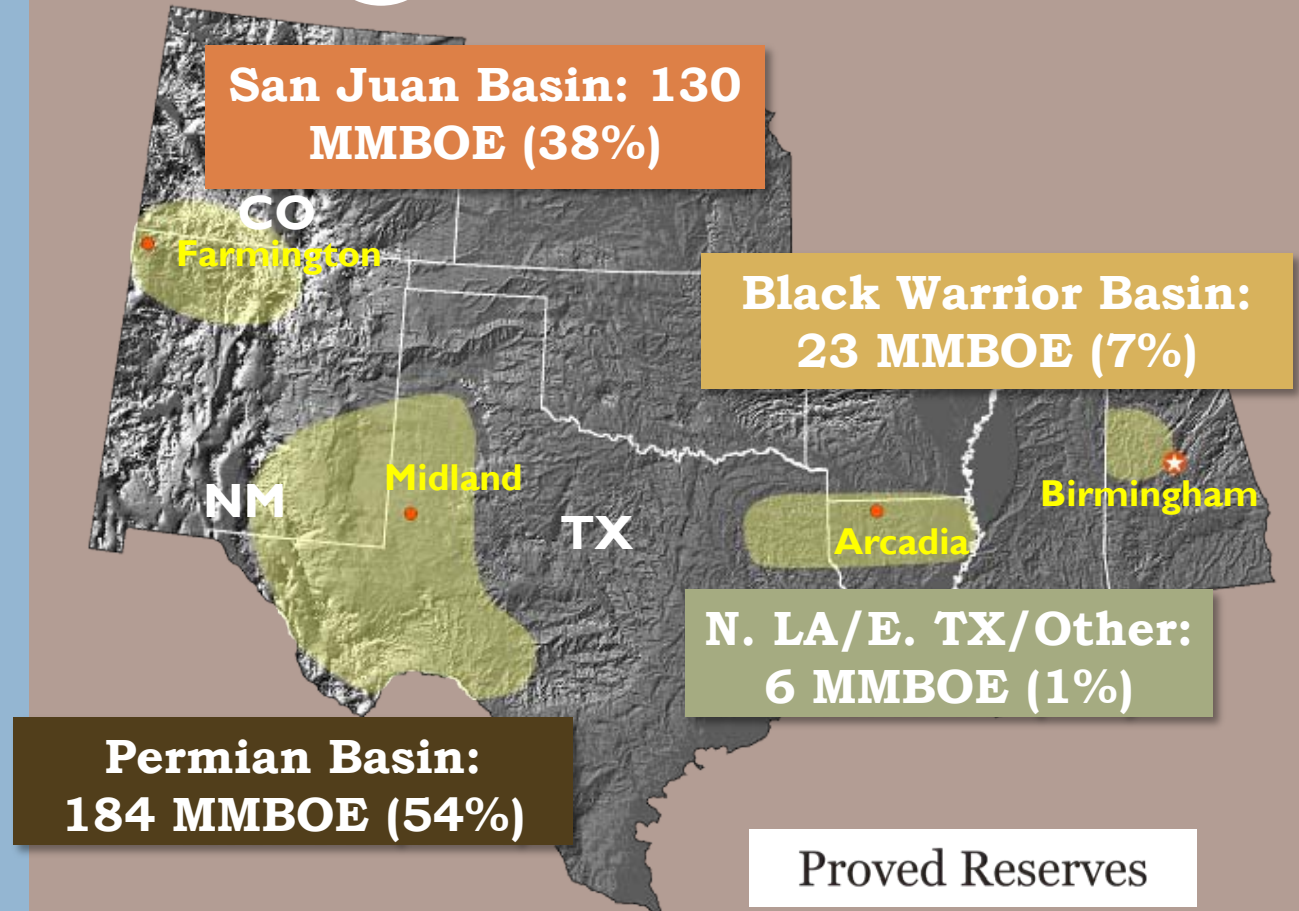 San Juan Basin: 130
MMBOE (38%)
CO
Farmington
Black Warrior Basin:
23 MMBOE (7%)
Midland
NM
TX
Birmingham
Arcadia
N. LA/E. TX/Other:
6 MMBOE (1%)
Permian Basin:
184 MMBOE (54%)
Proved Reserves